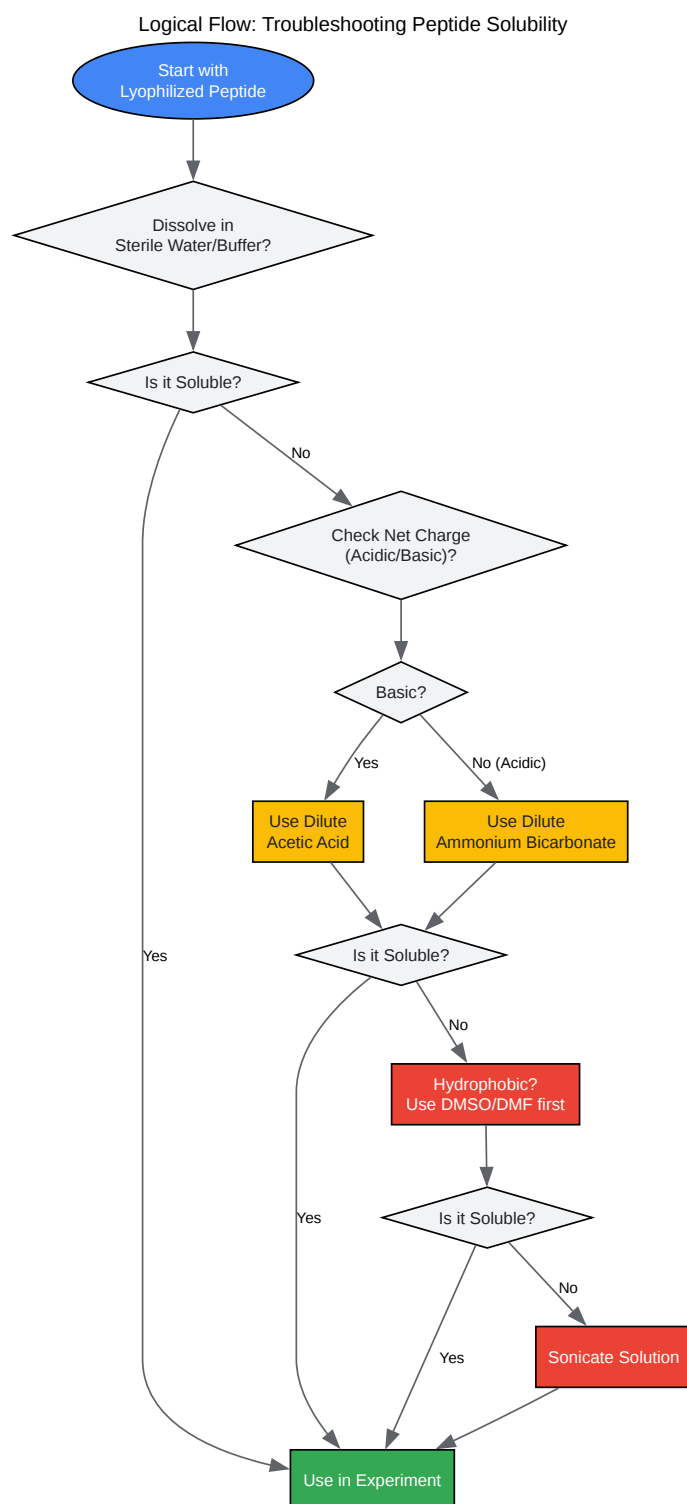 Logical Flow: Troubleshooting Peptide Solubility
Start with
Lyophilized Peptide
Dissolve in
Sterile Water/Buffer?
Is it Soluble?
No
Check Net Charge
(Acidic/Basic)?
Basic?
Yes
No (Acidic)
Use Dilute
Acetic Acid
Use Dilute
Ammonium Bicarbonate
Yes
Is it Soluble?
No
Hydrophobic?
Use DMSO/DMF first
Yes
Is it Soluble?
No
Yes
Sonicate Solution
Use in Experiment